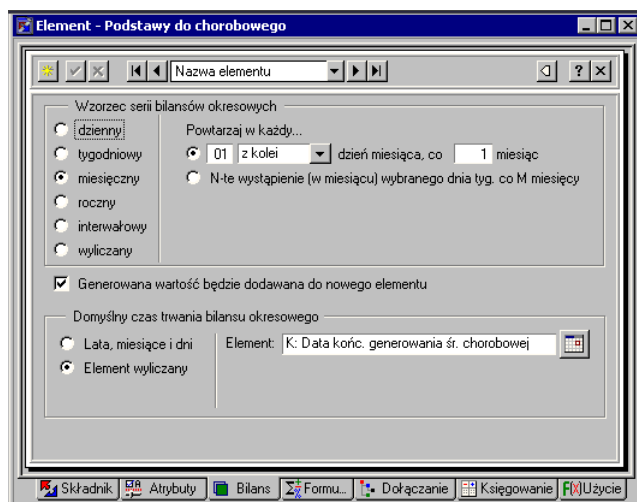 Element - Podstawy do chorobowego
Nazwa elementu
?
Wzorzec serii bilansów okresowych
dzienny
Powtarzaj w każdy...
tygodniowy
01 z kolei dzień miesiąca, co 1 miesiąc
miesięczny
N-te wystąpienie (w miesiącu) wybranego dnia tyg. co M miesięcy
roczny
interwałowy
wyliczany
Generowana wartość będzie dodawana do nowego elementu
Domyślny czas trwania bilansu okresowego
Lata, miesiące i dni
Element: K: Data końc. generowania śr. chorobowej
Element wyliczany
Składnik Atrybuty Bilans Formu... Dołączanie Księgowanie F(x) Użycie